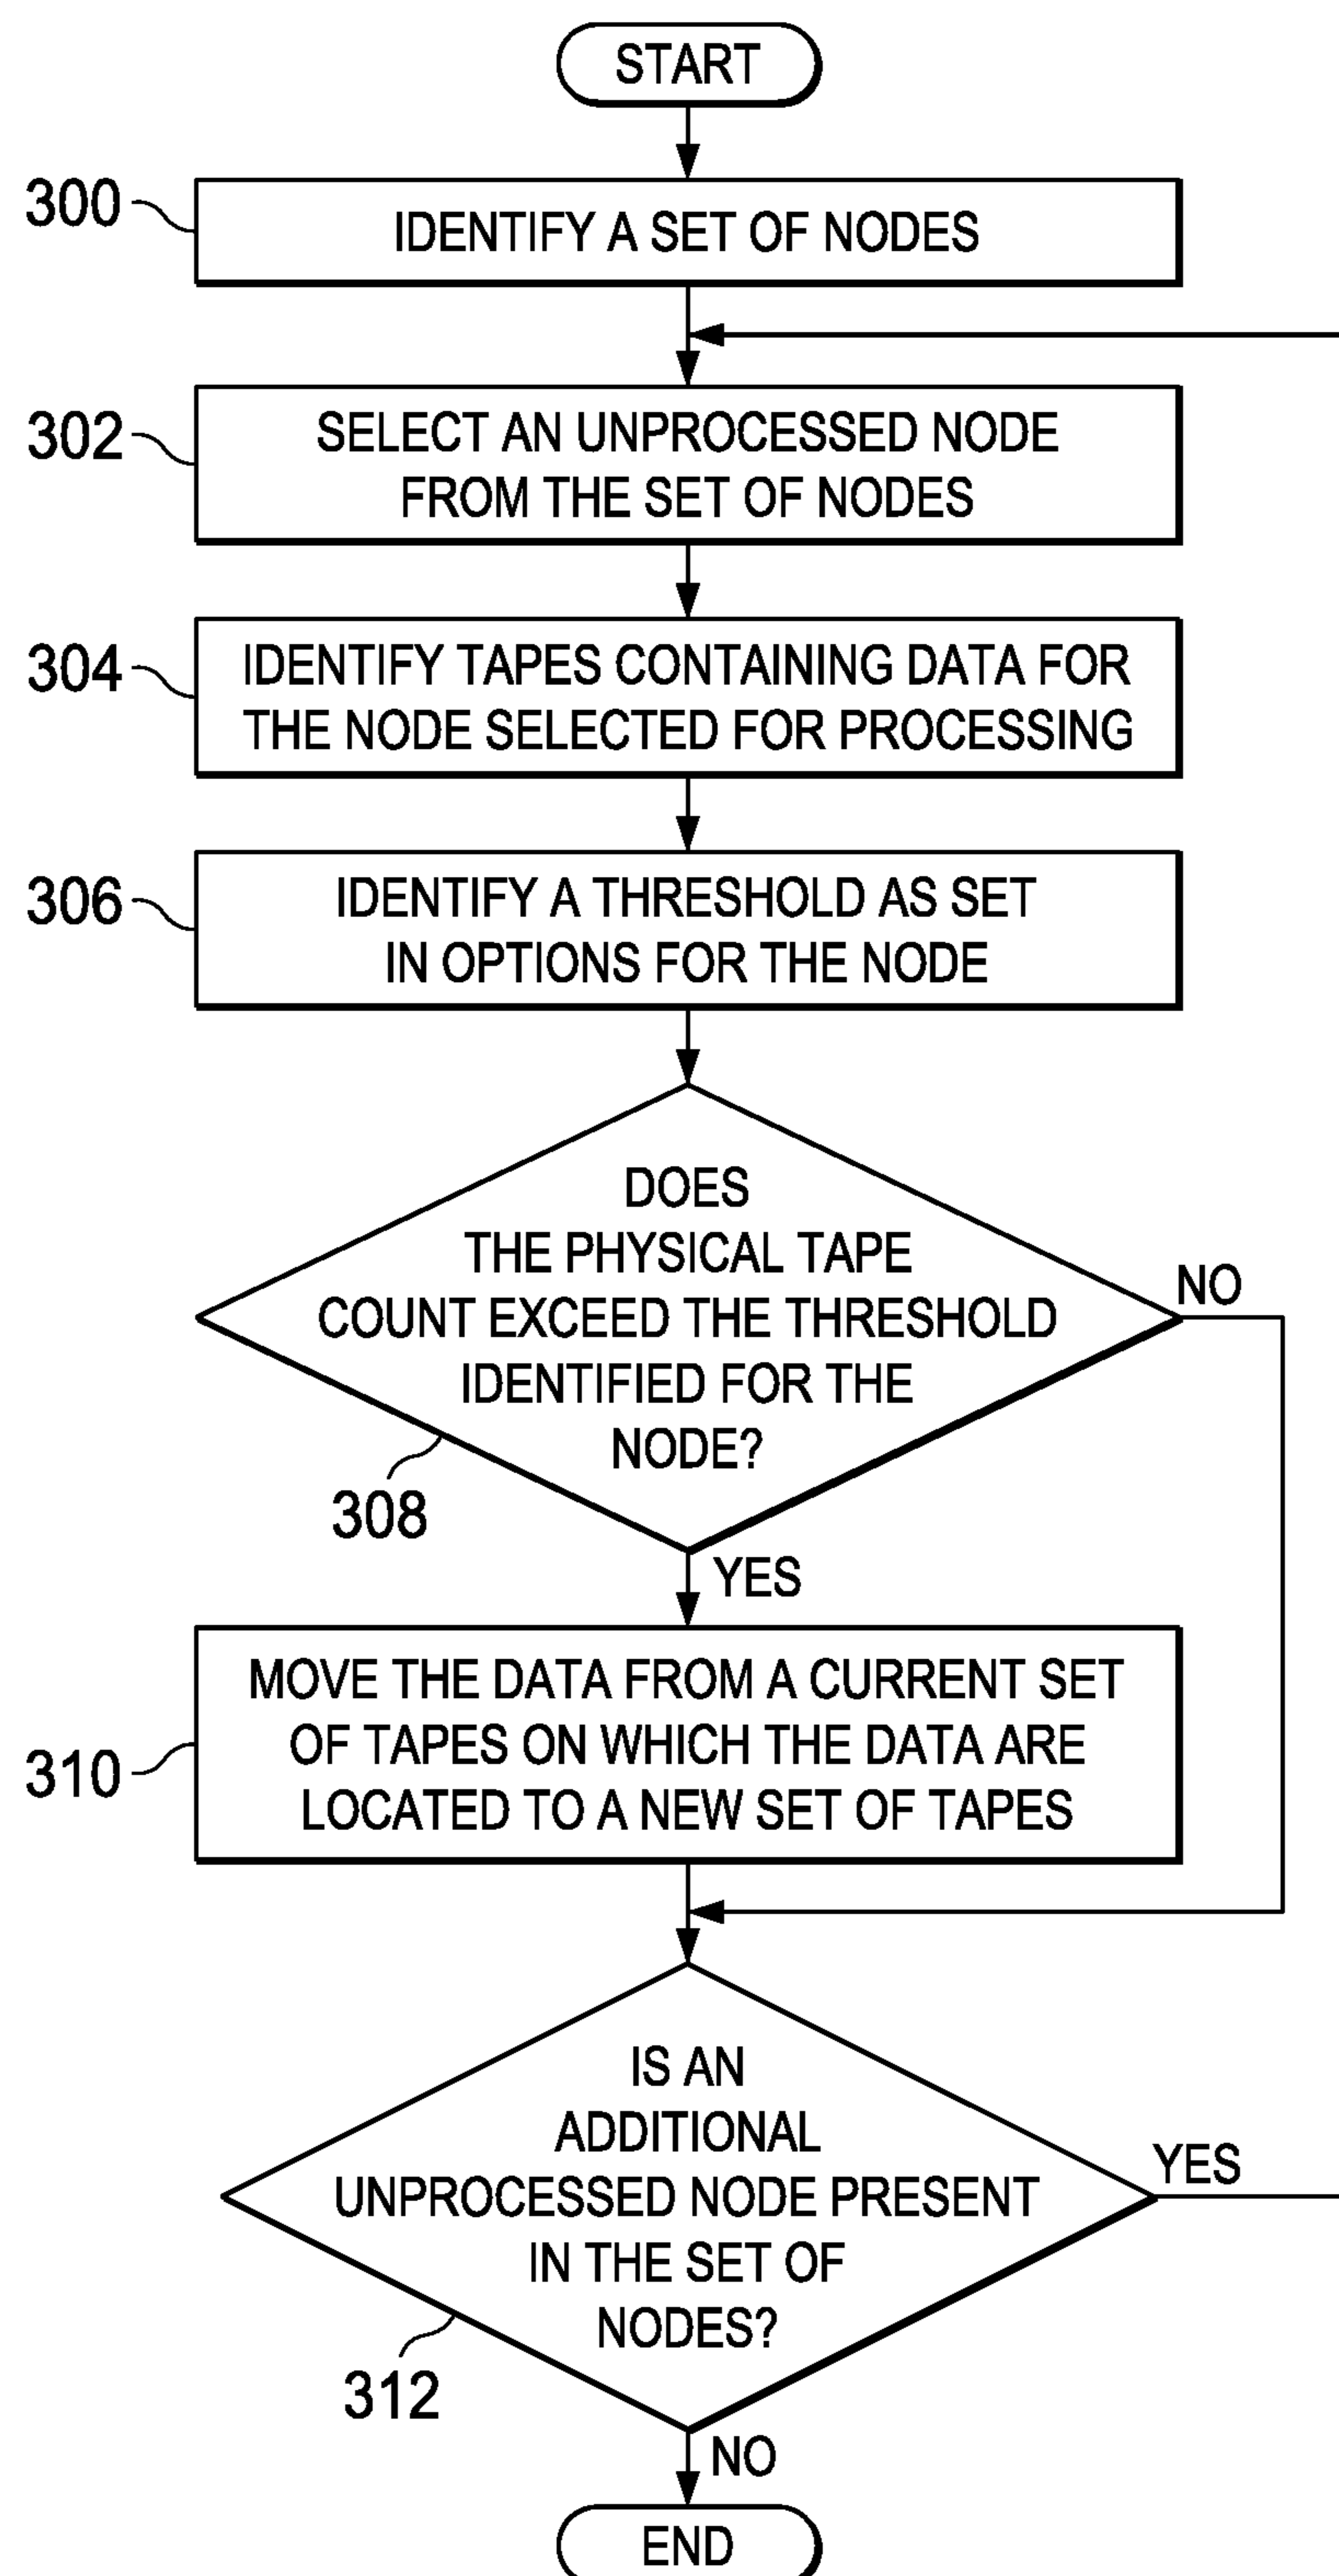 START
300
IDENTIFY A SET OF NODES
302
SELECT AN UNPROCESSED NODE
FROM THE SET OF NODES
304
IDENTIFY TAPES CONTAINING DATA FOR
THE NODE SELECTED FOR PROCESSING
306
IDENTIFY A THRESHOLD AS SET
IN OPTIONS FOR THE NODE
DOES
THE PHYSICAL TAPE
COUNT EXCEED THE THRESHOLD
IDENTIFIED FOR THE
NODE?
NO
308
YES
310
MOVE THE DATA FROM A CURRENT SET
OF TAPES ON WHICH THE DATA ARE
LOCATED TO A NEW SET OF TAPES
IS AN
ADDITIONAL
UNPROCESSED NODE PRESENT
IN THE SET OF
NODES?
YES
312
NO
END